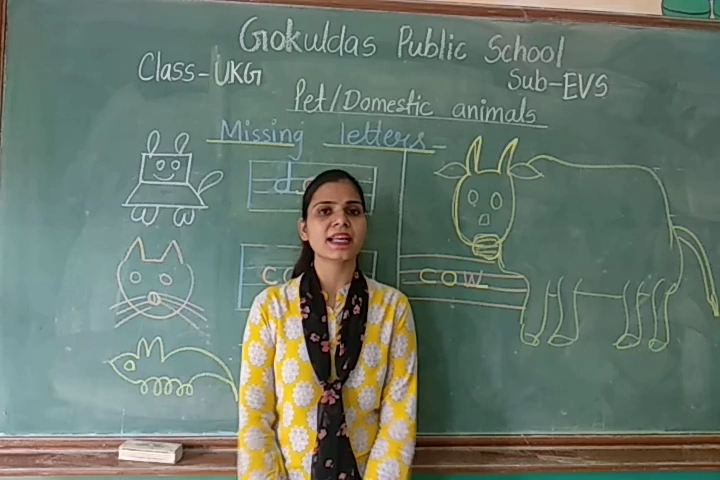 Gokuldas Public School
Class-UKG
Sub-EVS
Pet/Domestic animals
Missing letters
cow